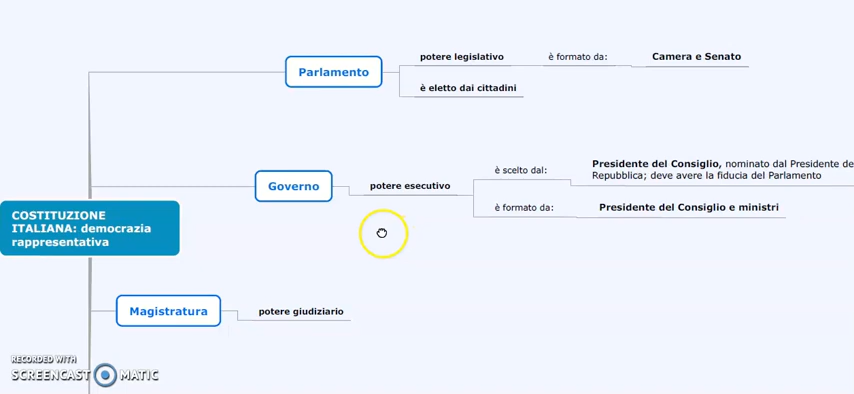 Parlamento
potere legislativo
è formato da:
Camera e Senato
è eletto dai cittadini
Governo
potere esecutivo
è scelto dal:
Presidente del Consiglio, nominato dal Presidente de
Repubblica; deve avere la fiducia del Parlamento
è formato da:
Presidente del Consiglio e ministri
COSTITUZIONE
ITALIANA: democrazia
rappresentativa
Magistratura
potere giudiziario
RECORDED WITH
SCREENCAST MATIC